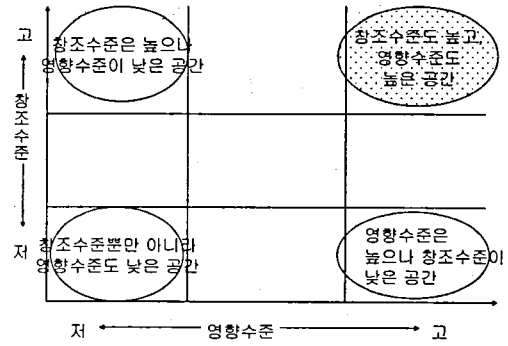 고
창조수준
저
창조수준은 높으나
영향수준이 낮은 공간
창조수준도 높고,
영향수준도
높은 공간
창조수준뿐만 아니라
영향수준도 낮은 공간
영향수준은
높으나 창조수준이
낮은 공간
저
영향수준
고